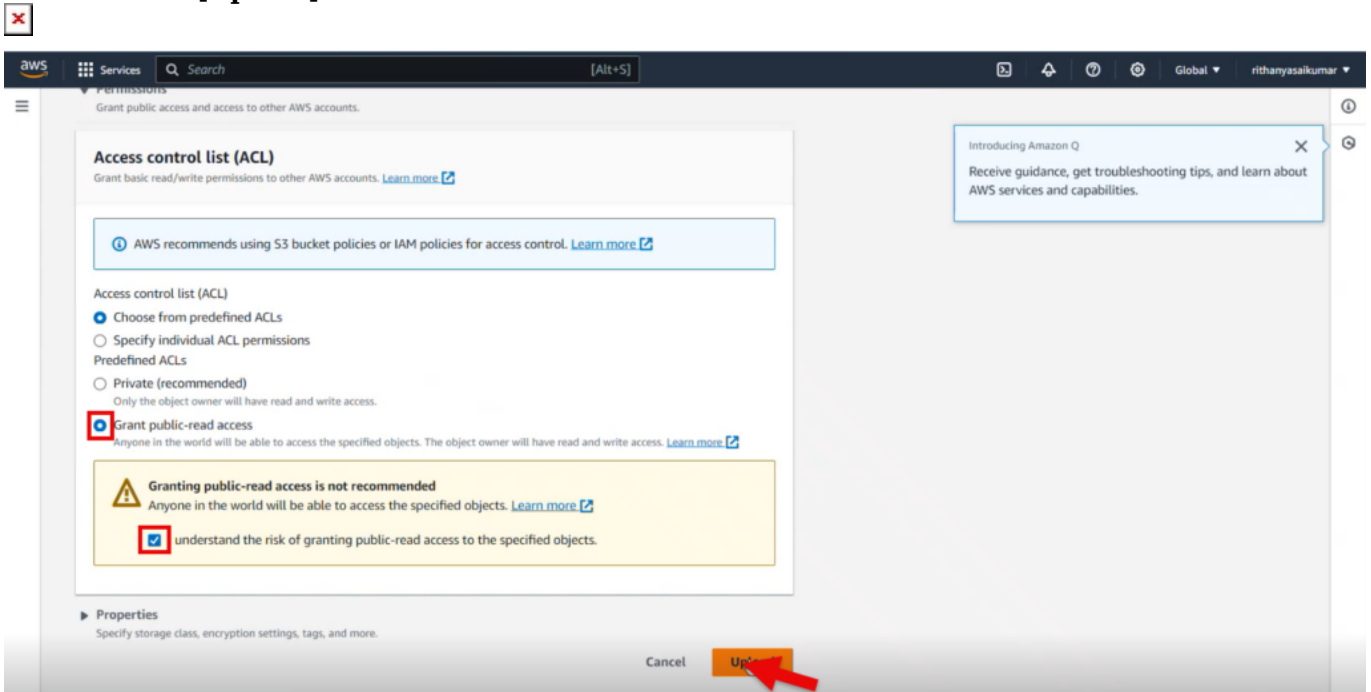 aws Services Search [Alt+S] Global rithanyasaikumar
Permissions
Grant public access and access to other AWS accounts.
Access control list (ACL)
Grant basic read/write permissions to other AWS accounts. Learn more
AWS recommends using S3 bucket policies or IAM policies for access control. Learn more
Access control list (ACL)
Choose from predefined ACLs
Specify individual ACL permissions
Predefined ACLs
Private (recommended)
Only the object owner will have read and write access.
Grant public-read access
Anyone in the world will be able to access the specified objects. The object owner will have read and write access. Learn more
Granting public-read access is not recommended
Anyone in the world will be able to access the specified objects. Learn more
understand the risk of granting public-read access to the specified objects.
Properties
Specify storage class, encryption settings, tags, and more.
Cancel
Introducing Amazon Q
Receive guidance, get troubleshooting tips, and learn about
AWS services and capabilities.